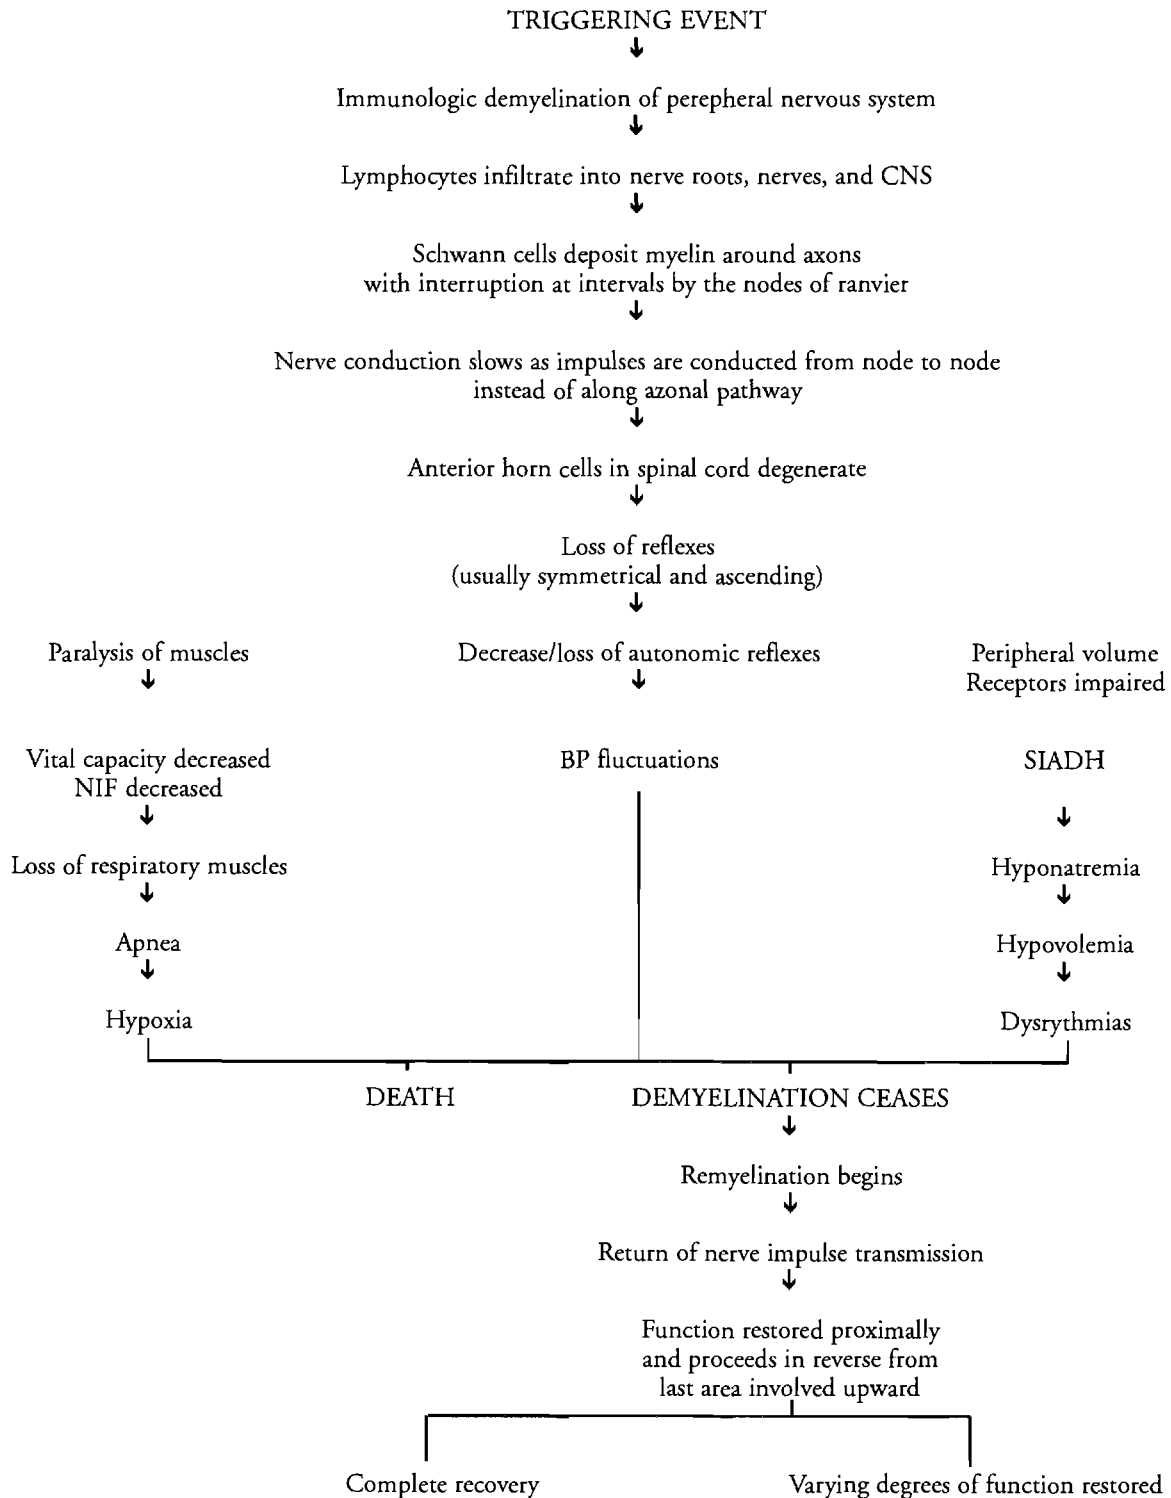 TRIGGERING EVENT
Immunologic demyelination of perepheral nervous system
Lymphocytes infiltrate into nerve roots, nerves, and CNS
Schwann cells deposit myelin around axons
with interruption at intervals by the nodes of ranvier
Nerve conduction slows as impulses are conducted from node to node
instead of along azonal pathway
Anterior horn cells in spinal cord degenerate
Loss of reflexes
(usually symmetrical and ascending)
Paralysis of muscles
Decrease/loss of autonomic reflexes
Peripheral volume
Receptors impaired
Vital capacity decreased
NIF decreased
BP fluctuations
SIADH
Loss of respiratory muscles
Hyponatremia
Apnea
Hypovolemia
Hypoxia
Dysrythmias
DEATH
DEMYELINATION CEASES
Remyelination begins
Return of nerve impulse transmission
Function restored proximally
and proceeds in reverse from
last area involved upward
Complete recovery
Varying degrees of function restored